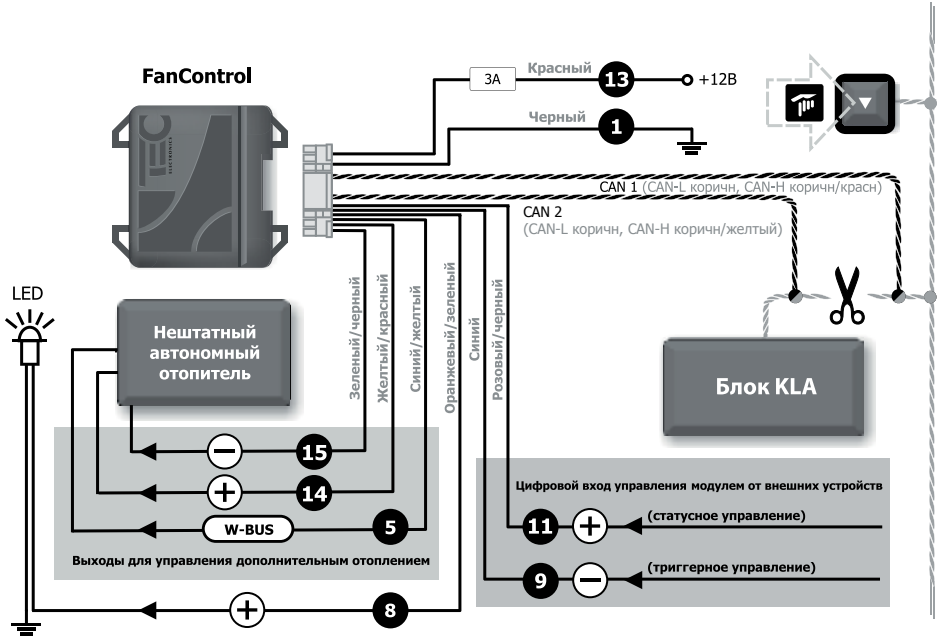 FanControl
TEC
ELECTRONICS
3А
Красный
13
+12В
Черный
1
CAN 1 (CAN-L коричн, CAN-H коричн/красн)
CAN 2
(CAN-L коричн, CAN-H коричн/желтый)
LED
Нештатный
автономный
отопитель
Зеленый/черный
Желтый/красный
Синий/желтый
Оранжевый/зеленый
Синий
Розовый/черный
Блок KLA
15
14
W-BUS
5
Выходы для управления дополнительным отоплением
8
Цифровой вход управления модулем от внешних устройств
11
(статусное управление)
9
(триггерное управление)